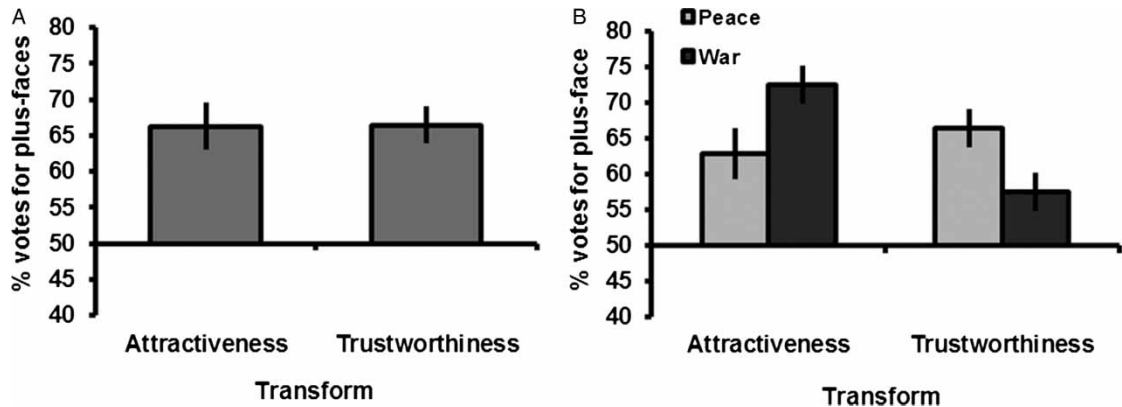 A
% votes for plus-faces
80
75
70
65
60
55
50
45
40
Attractiveness Trustworthiness
Transform
B
Peace
War
% votes for plus-face
80
75
70
65
60
55
50
45
40
Attractiveness Trustworthiness
Transform